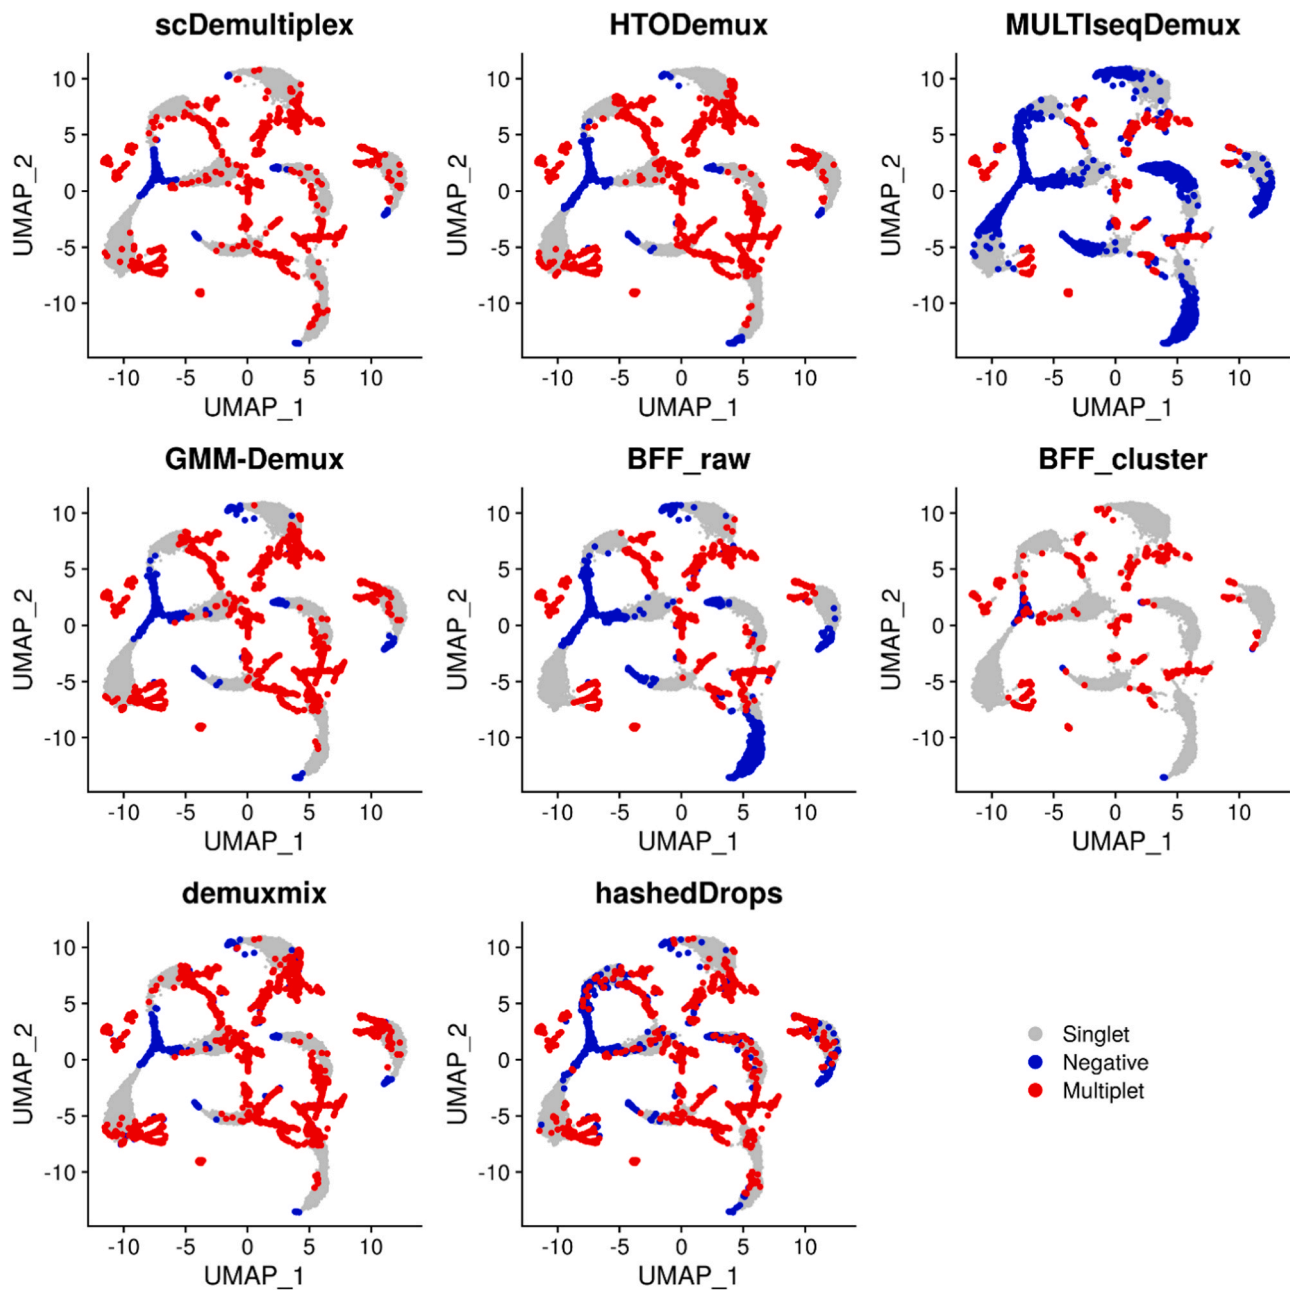 scDemultiplex
HTODemux
MULTIseqDemux
10
5
0
-5
-10
UMAP_2
-10 -5 0 5 10
UMAP_1
10
5
0
-5
-10
UMAP_2
-10 -5 0 5 10
UMAP_1
10
5
0
-5
-10
UMAP_2
-10 -5 0 5 10
UMAP_1
GMM-Demux
BFF_raw
BFF_cluster
10
5
0
-5
-10
UMAP_2
-10 -5 0 5 10
UMAP_1
10
5
0
-5
-10
UMAP_2
-10 -5 0 5 10
UMAP_1
10
5
0
-5
-10
UMAP_2
-10 -5 0 5 10
UMAP_1
demuxmix
hashedDrops
10
5
0
-5
-10
UMAP_2
-10 -5 0 5 10
UMAP_1
10
5
0
-5
-10
UMAP_2
-10 -5 0 5 10
UMAP_1
Singlet
Negative
Multiplet